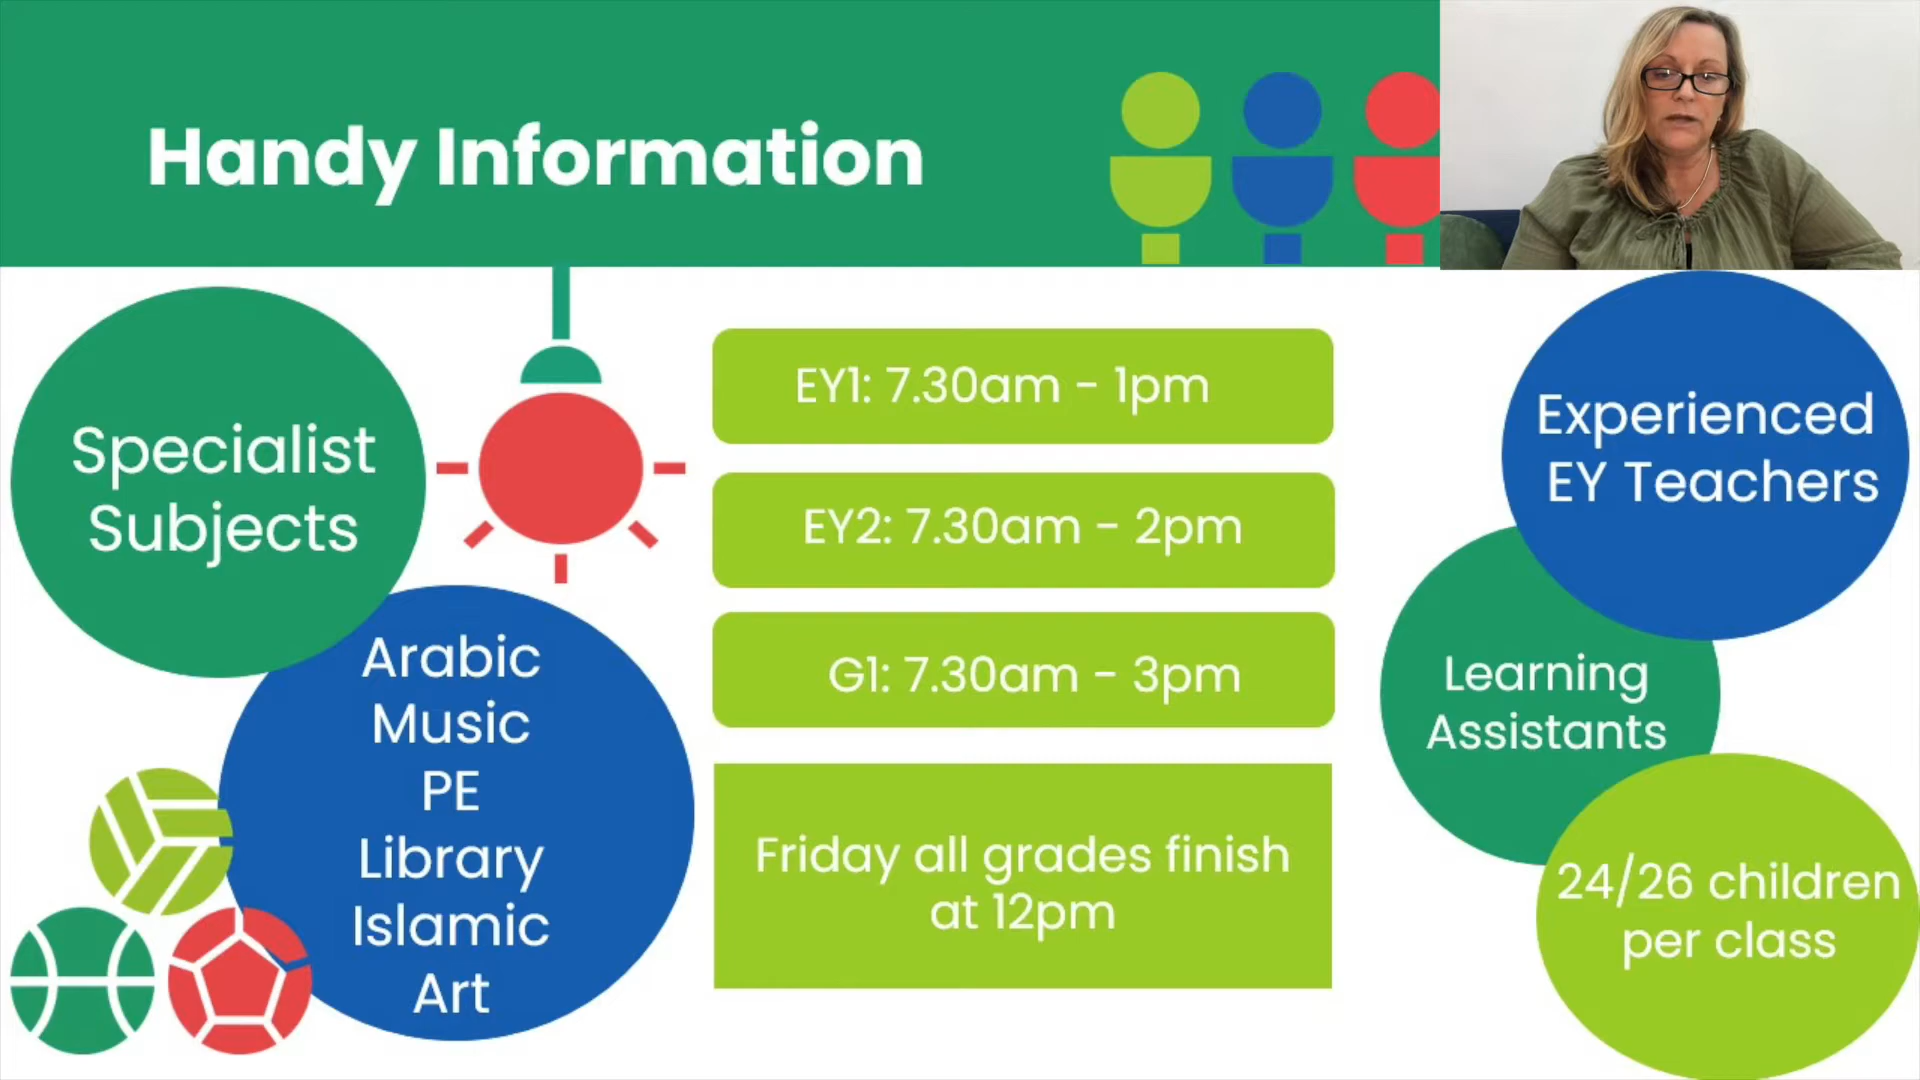 Handy Information
Specialist
Subjects
Arabic
Music
PE
Library
Islamic
Art
EY1: 7.30am - 1pm
EY2: 7.30am - 2pm
G1: 7.30am - 3pm
Friday all grades finish
at 12pm
Experienced
EY Teachers
Learning
Assistants
24/26 children
per class